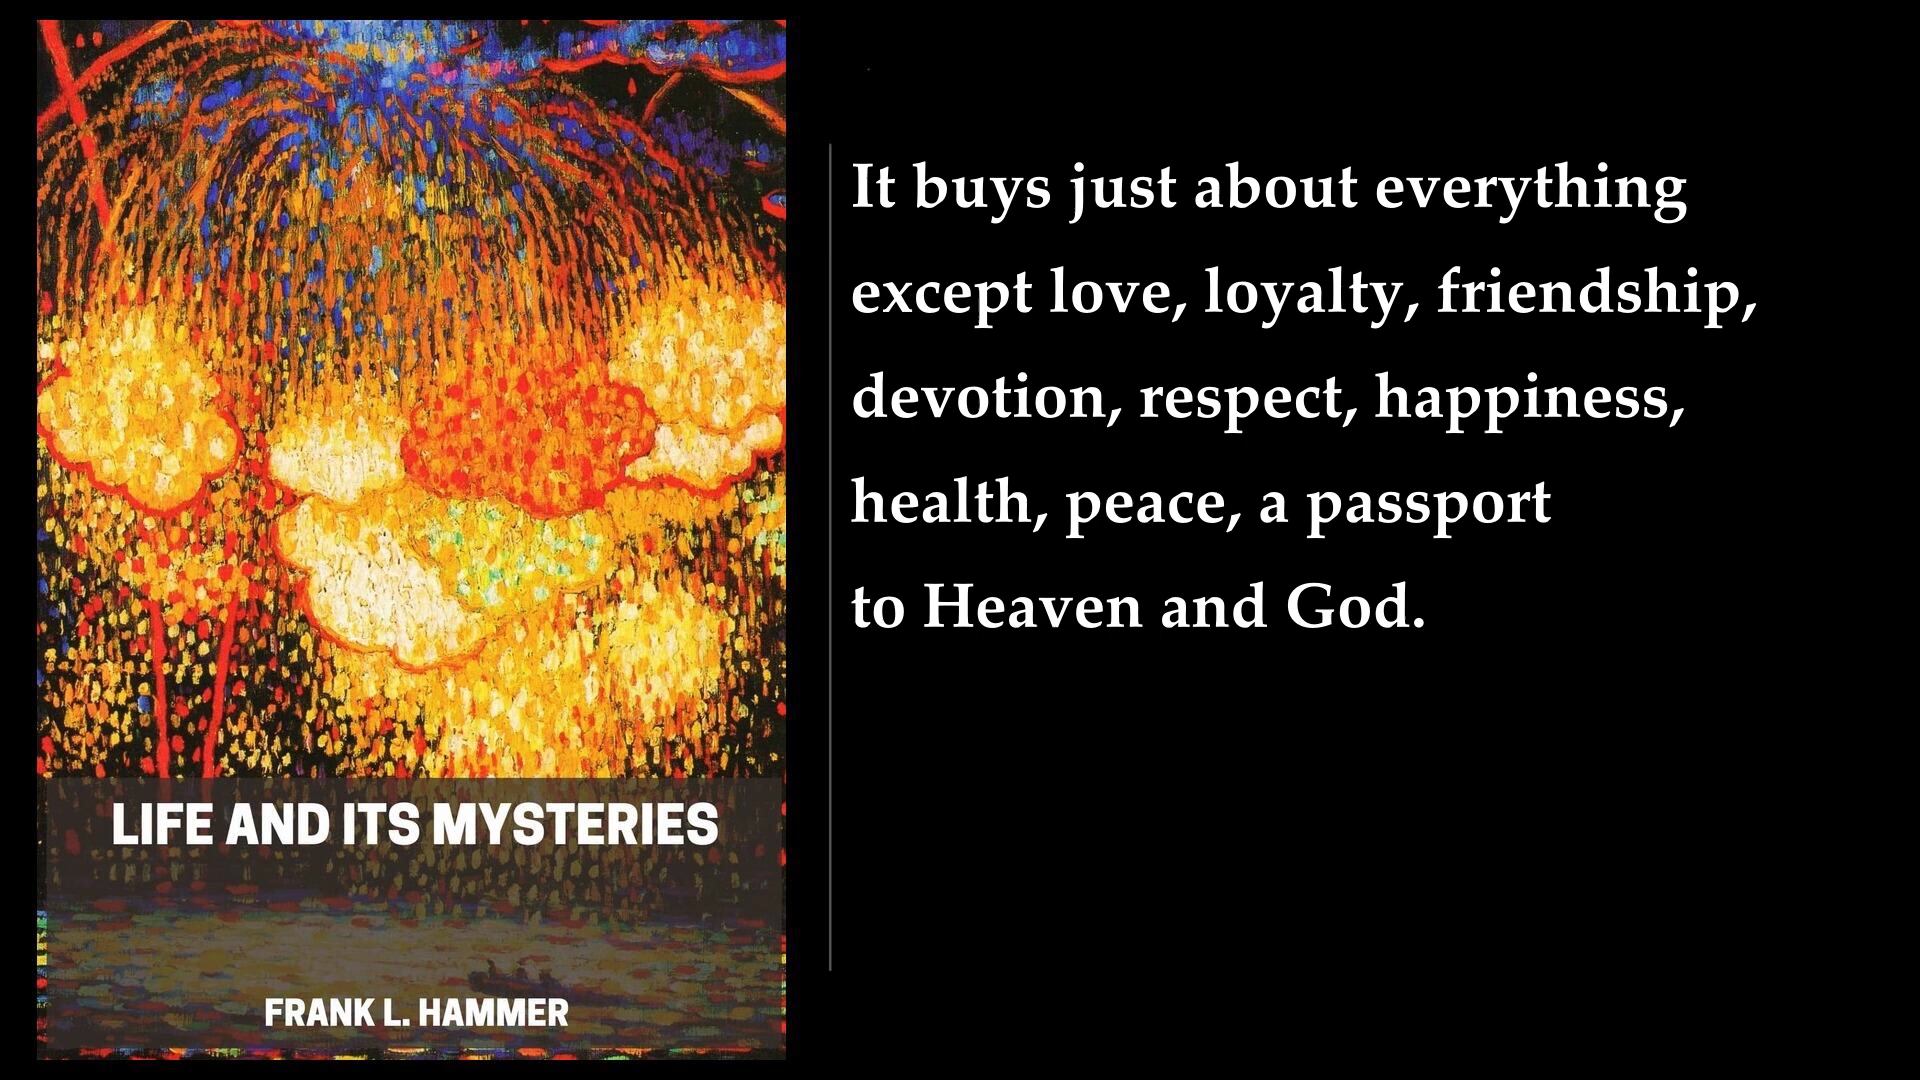 LIFE AND ITS MYSTERIES
FRANK L. HAMMER
It buys just about everything
except love, loyalty, friendship,
devotion, respect, happiness,
health, peace, a passport
to Heaven and God.